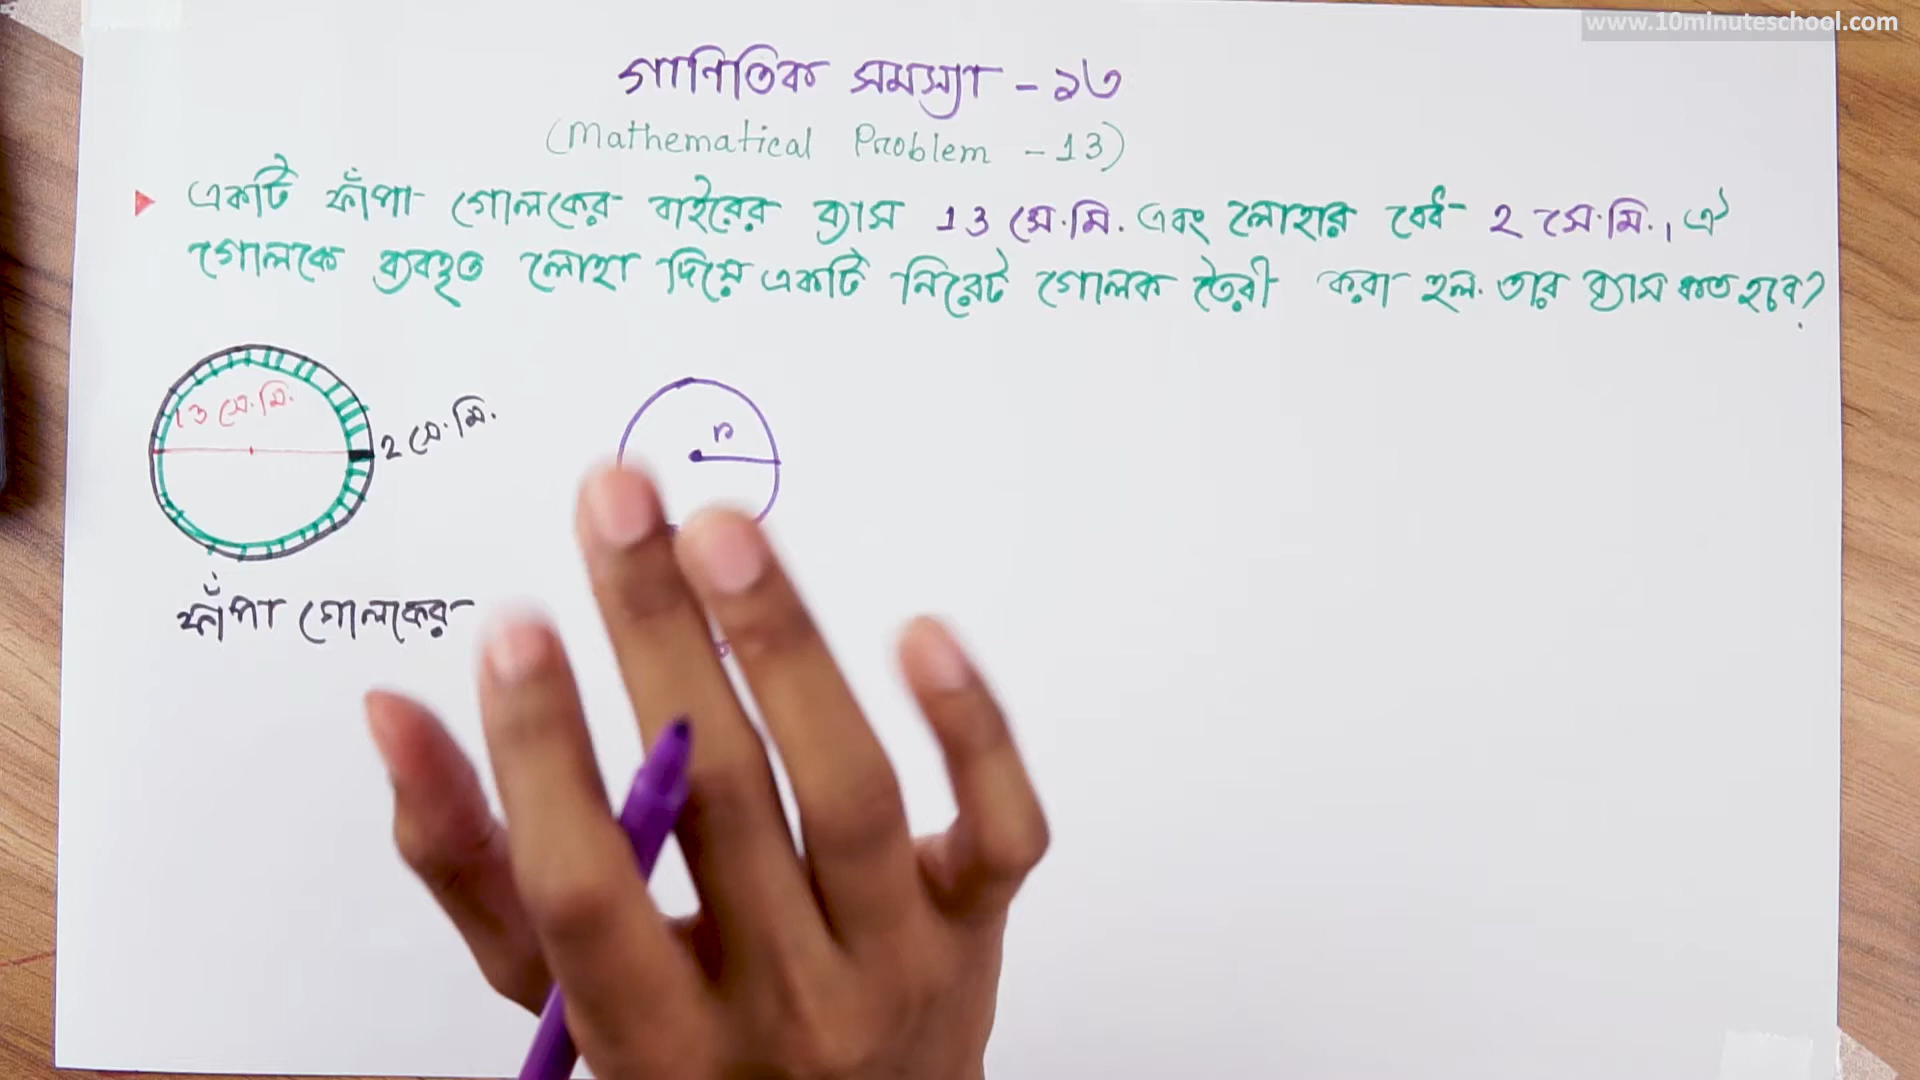 www.10minuteschool.com
গাণিতিক সমস্যা - ১৩
(Mathematical Problem - 13)
একটি ফাঁপা গোলকের বাইরের ব্যাস 13 সে.মি. এবং লোহার বেধ 2 সে.মি., ঐ
গোলকে ব্যবহৃত লোহা দিয়ে একটি নিরেট গোলক তৈরী করা হল. তার ব্যাস কত হবে?
13 সে.মি.
2 সে.মি.
r
ফাঁপা গোলকের